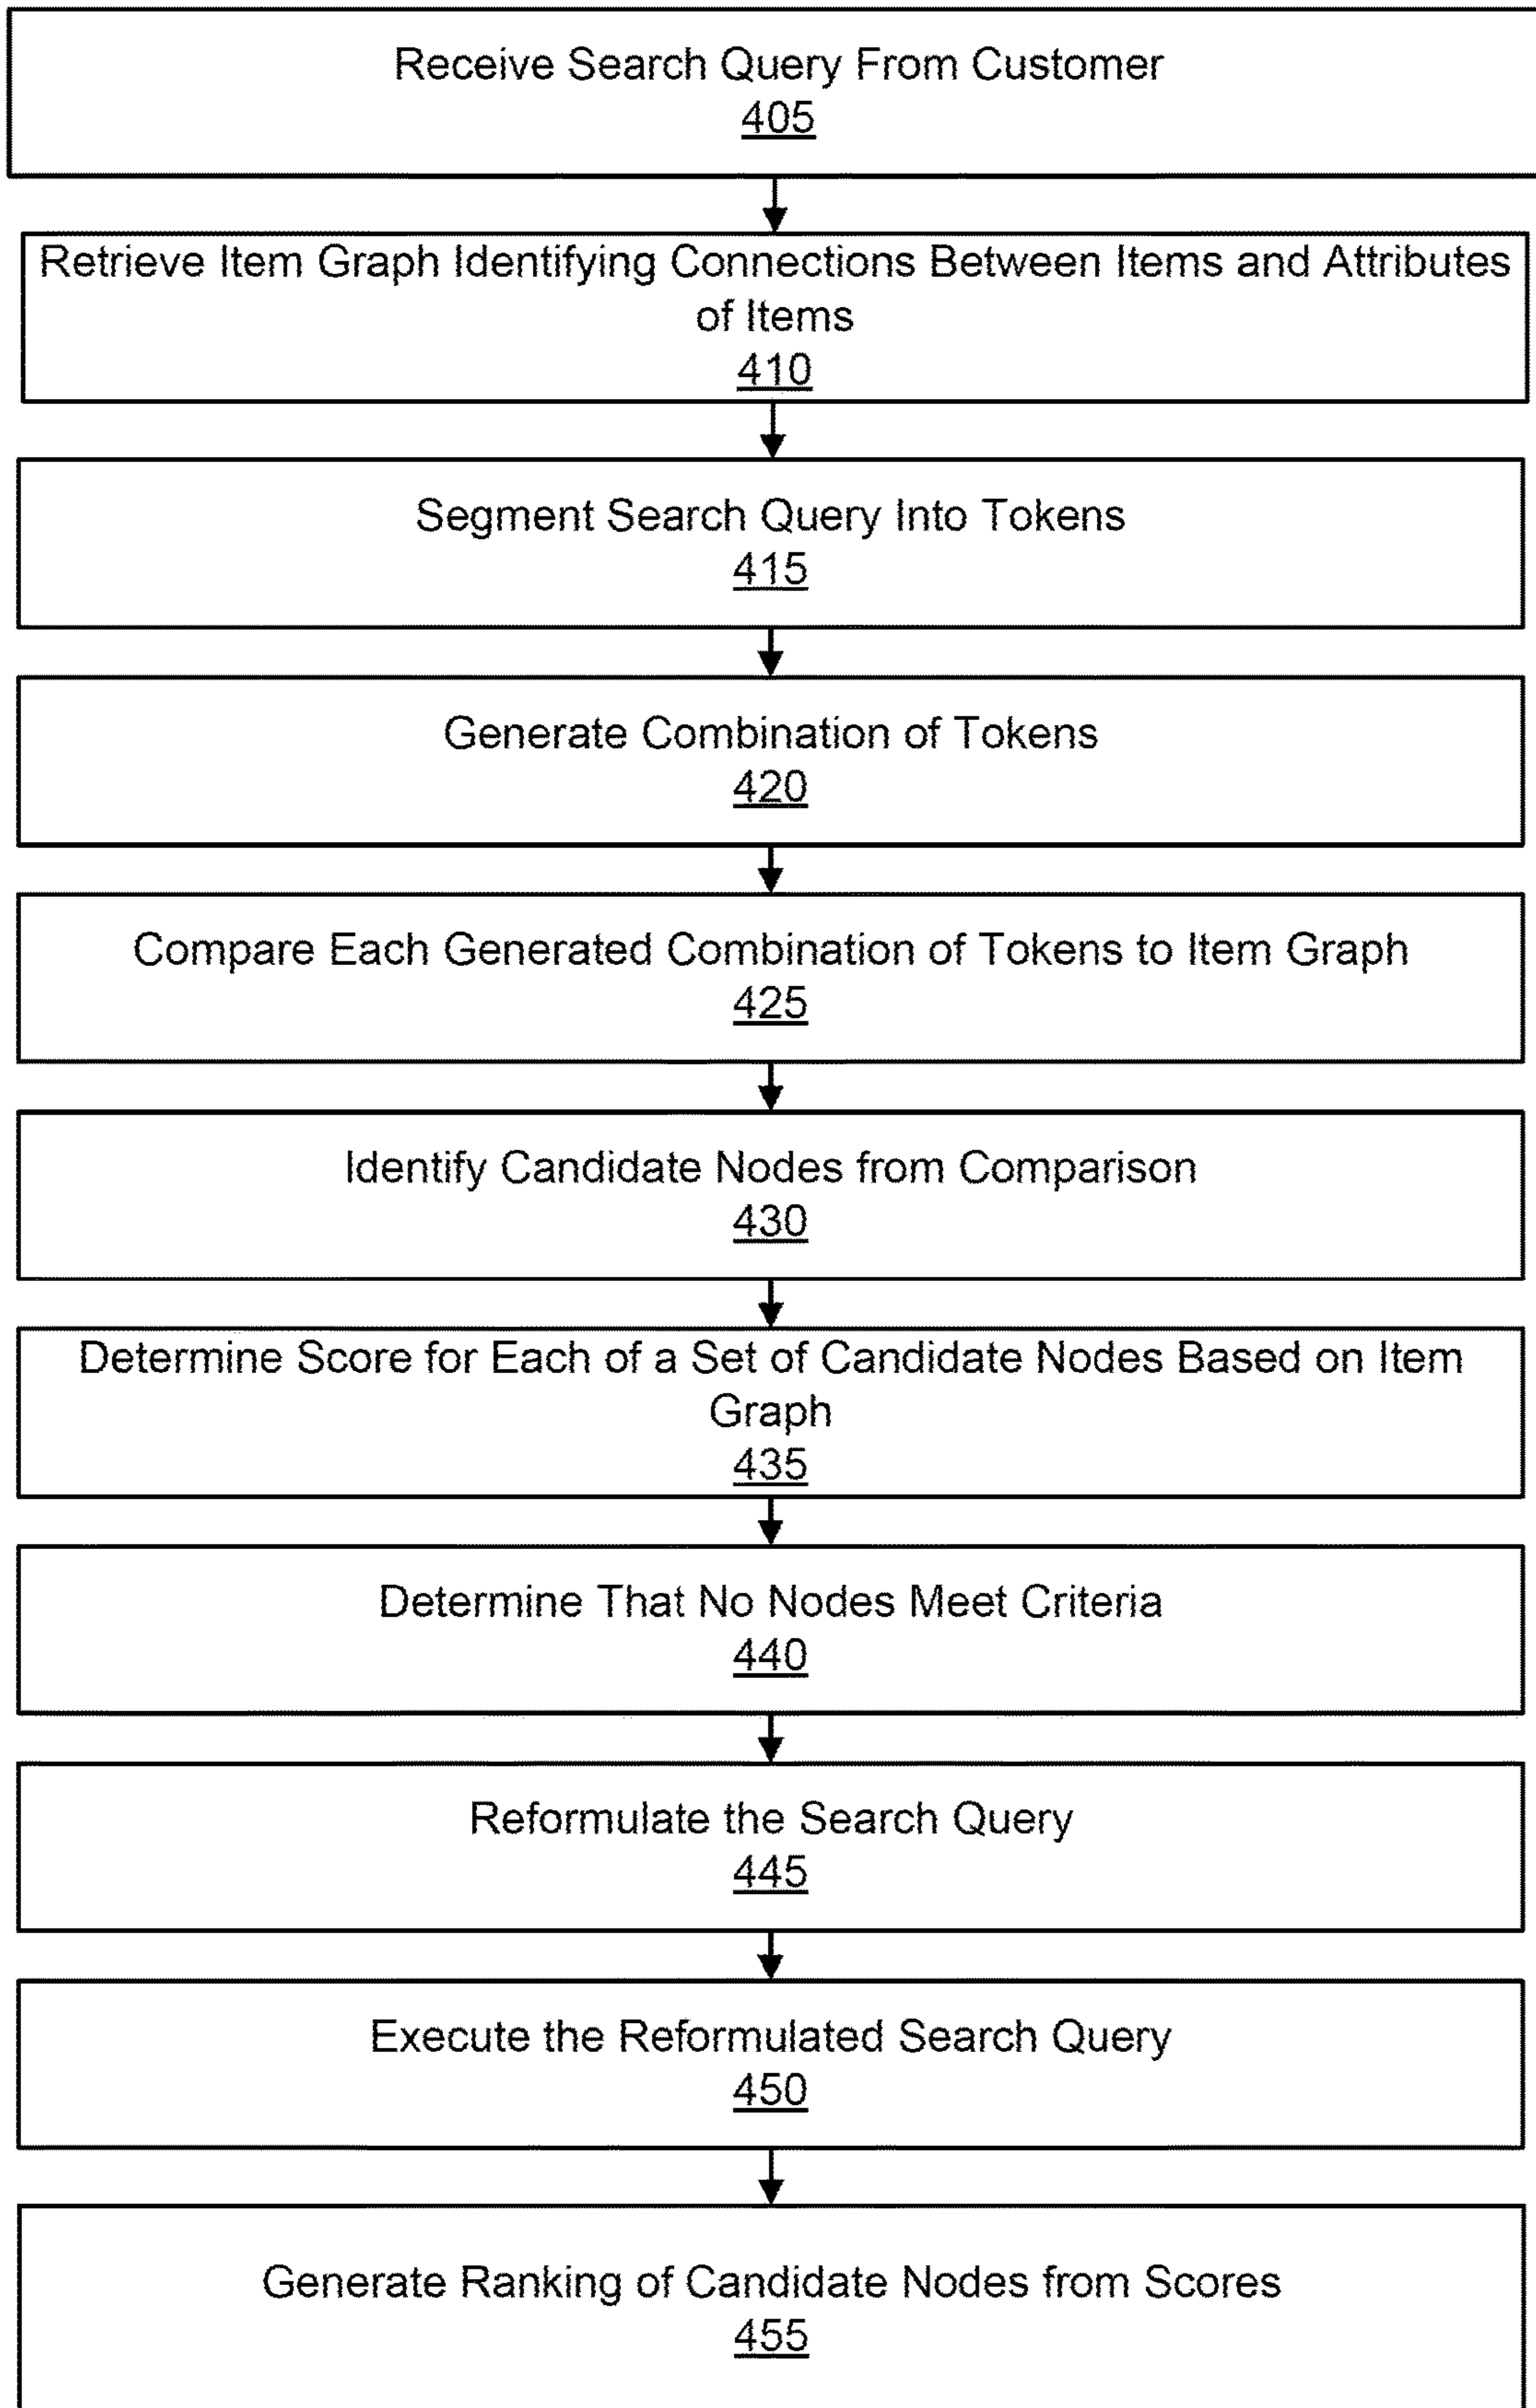 Receive Search Query From Customer
405
Retrieve Item Graph Identifying Connections Between Items and Attributes
of Items
410
Segment Search Query Into Tokens
415
Generate Combination of Tokens
420
Compare Each Generated Combination of Tokens to Item Graph
425
Identify Candidate Nodes from Comparison
430
Determine Score for Each of a Set of Candidate Nodes Based on Item
Graph
435
Determine That No Nodes Meet Criteria
440
Reformulate the Search Query
445
Execute the Reformulated Search Query
450
Generate Ranking of Candidate Nodes from Scores
455